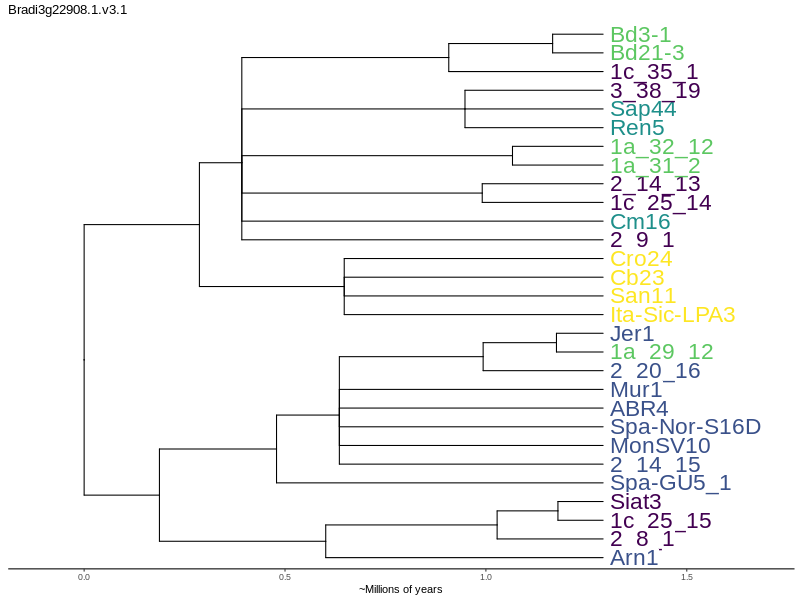 Bradi3g22908.1.v3.1
Bd3-1
Bd21-3
1c_35_1
3_38_19
Sap44
Ren5
1a_32_12
1a_31_2
2_14_13
1c_25_14
Cm16
2_9_1
Cro24
Cb23
San11
Ita-Sic-LPA3
Jer1
1a_29_12
2_20_16
Mur1
ABR4
Spa-Nor-S16D
MonSV10
2_14_15
Spa-GU5_1
Siat3
1c_25_15
2_8_1
Arn1
0.0 0.5 1.0 1.5
~Millions of years